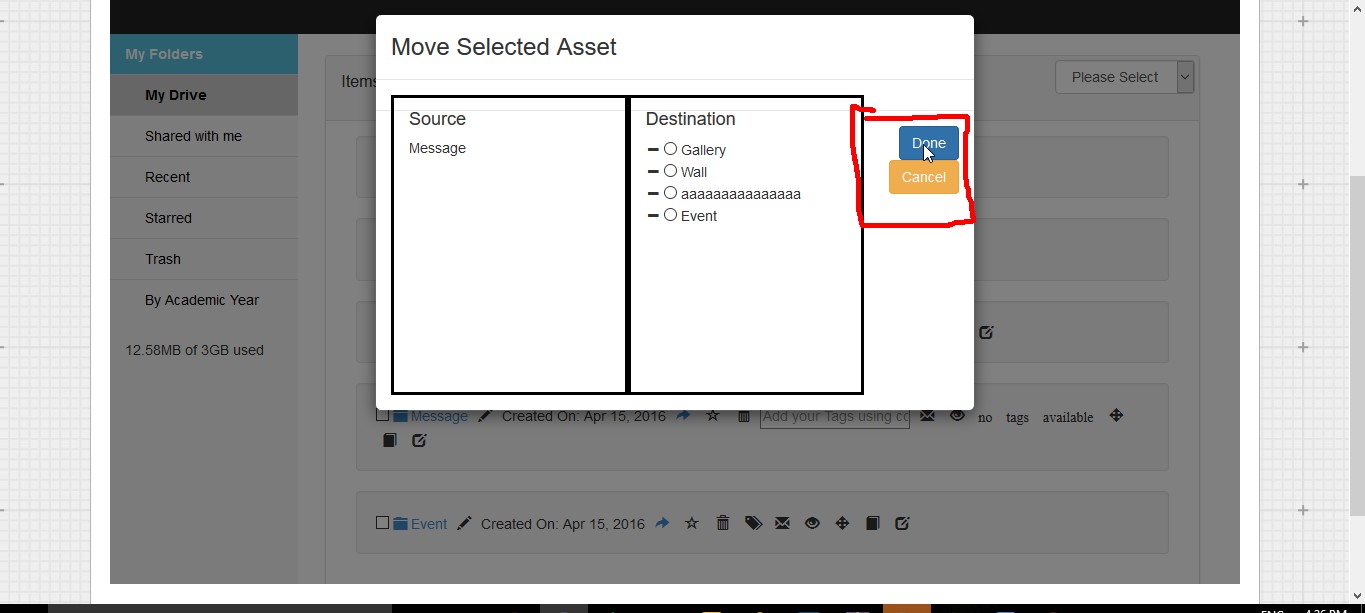 Move Selected Asset
My Folders
My Drive
Shared with me
Recent
Starred
Trash
By Academic Year
12.58MB of 3GB used
Items
Please Select
Source
Message
Destination
Gallery
Wall
aaaaaaaaaaaaaaa
Event
Done
Cancel
Message Created On: Apr 15, 2016 Add your Tags using co no tags available
Event Created On: Apr 15, 2016